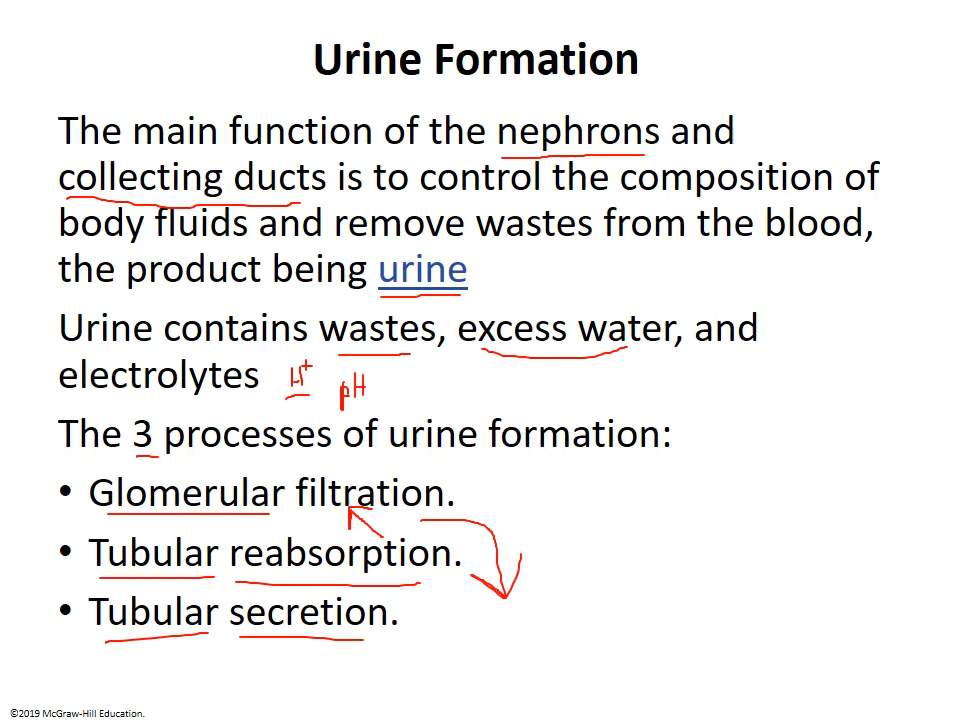 Urine Formation
The main function of the nephrons and
collecting ducts is to control the composition of
body fluids and remove wastes from the blood,
the product being urine
Urine contains wastes, excess water, and
electrolytes H+ pH
The 3 processes of urine formation:
• Glomerular filtration.
• Tubular reabsorption.
• Tubular secretion.
©2019 McGraw-Hill Education.